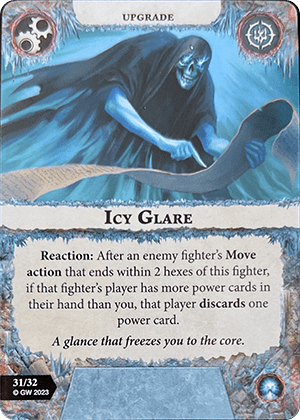 UPGRADE
ICY GLARE
Reaction: After an enemy fighter's Move
action that ends within 2 hexes of this fighter,
if that fighter's player has more power cards in
their hand than you, that player discards one
power card.
A glance that freezes you to the core.
31/32
© GW 2023